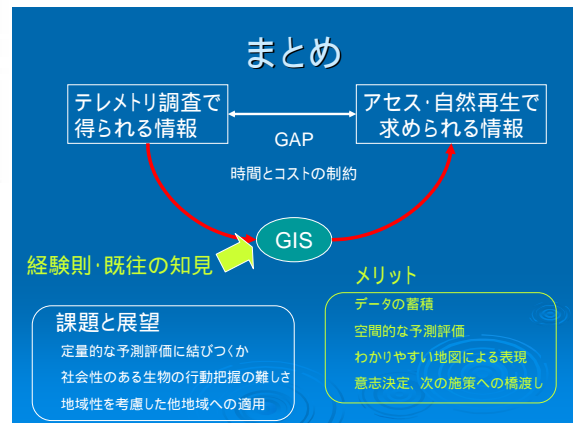 まとめ
テレメトリ調査で
得られる情報
アセス・自然再生で
求められる情報
GAP
時間とコストの制約
GIS
経験則・既往の知見
メリット
データの蓄積
空間的な予測評価
わかりやすい地図による表現
意志決定、次の施策への橋渡し
課題と展望
定量的な予測評価に結びつくか
社会性のある生物の行動把握の難しさ
地域性を考慮した他地域への適用